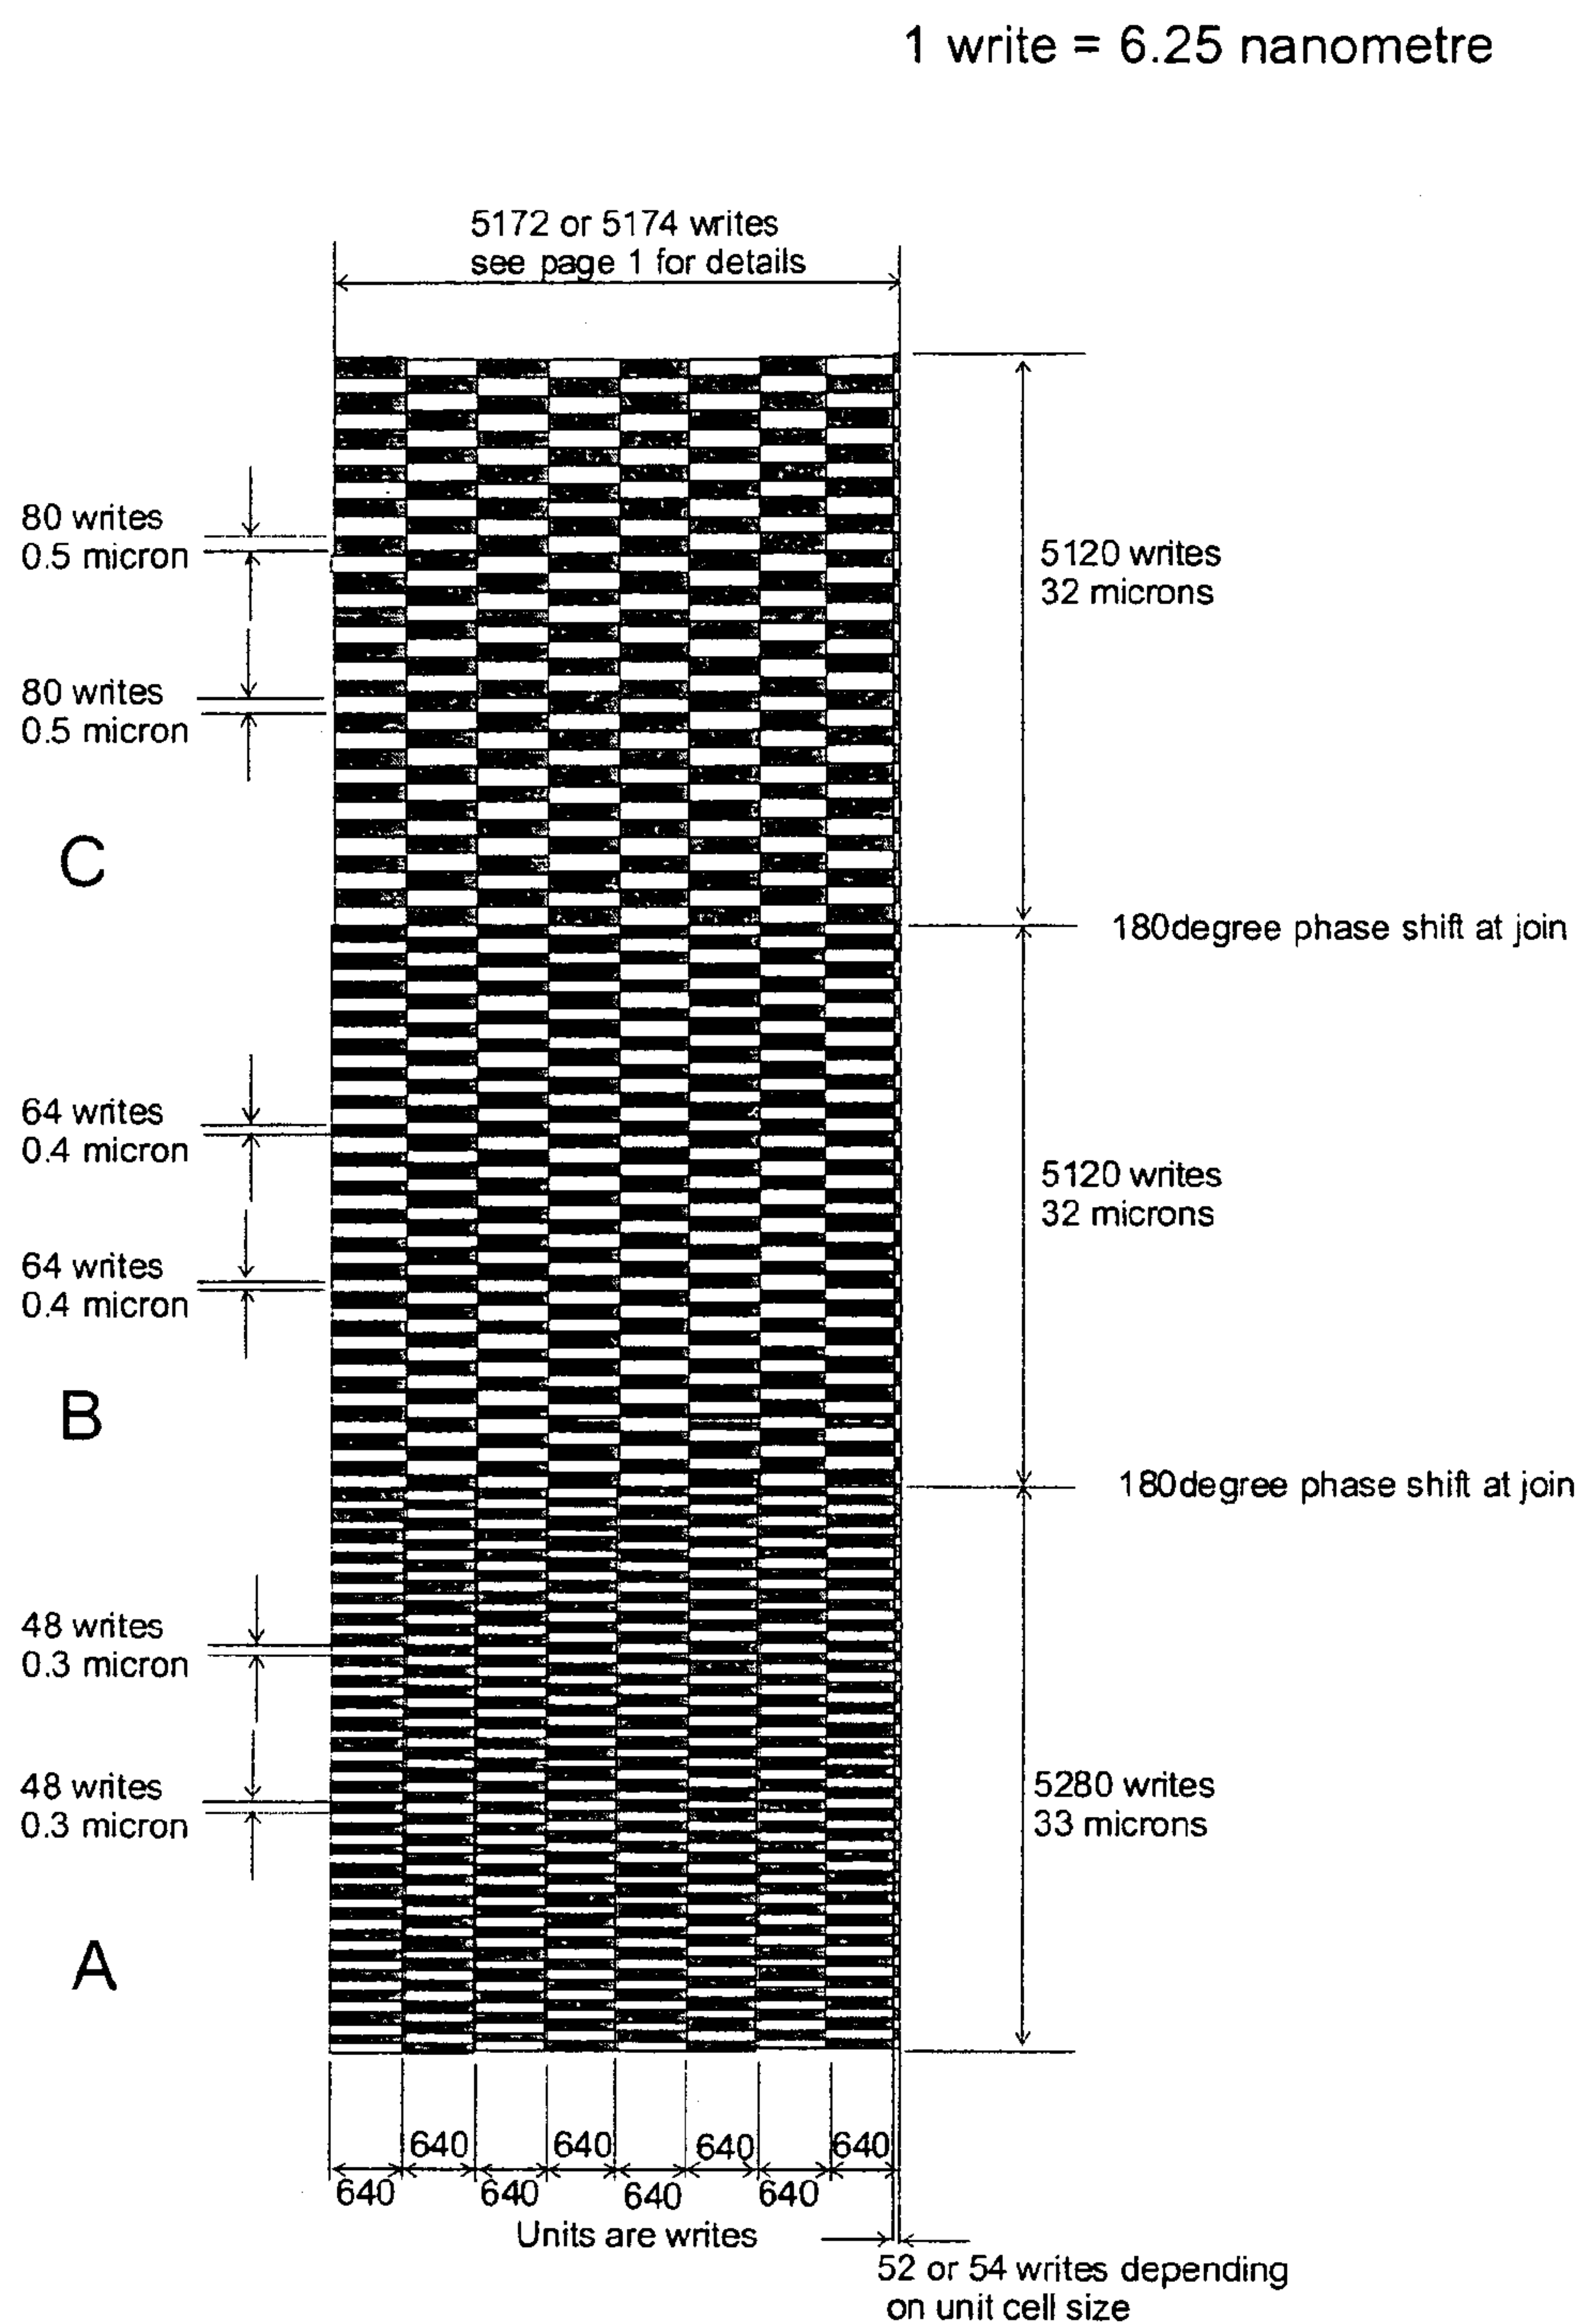 1 write = 6.25 nanometre
5172 or 5174 writes
see page 1 for details
80 writes
0.5 micron
5120 writes
32 microns
80 writes
0.5 micron
C
180degree phase shift at join
64 writes
0.4 micron
5120 writes
32 microns
64 writes
0.4 micron
B
180degree phase shift at join
48 writes
0.3 micron
48 writes
0.3 micron
5280 writes
33 microns
A
640 640 640 640
640 640 640 640
Units are writes
52 or 54 writes depending
on unit cell size